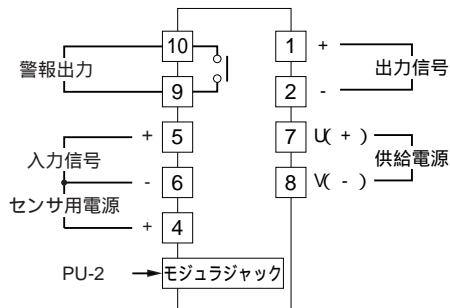 10
警報出力
9
+ 5
入力信号
- 6
センサ用電源
+ 4
PU-2
モジュラジャック
1 +
出力信号
2 -
7 U( + )
供給電源
8 V( - )